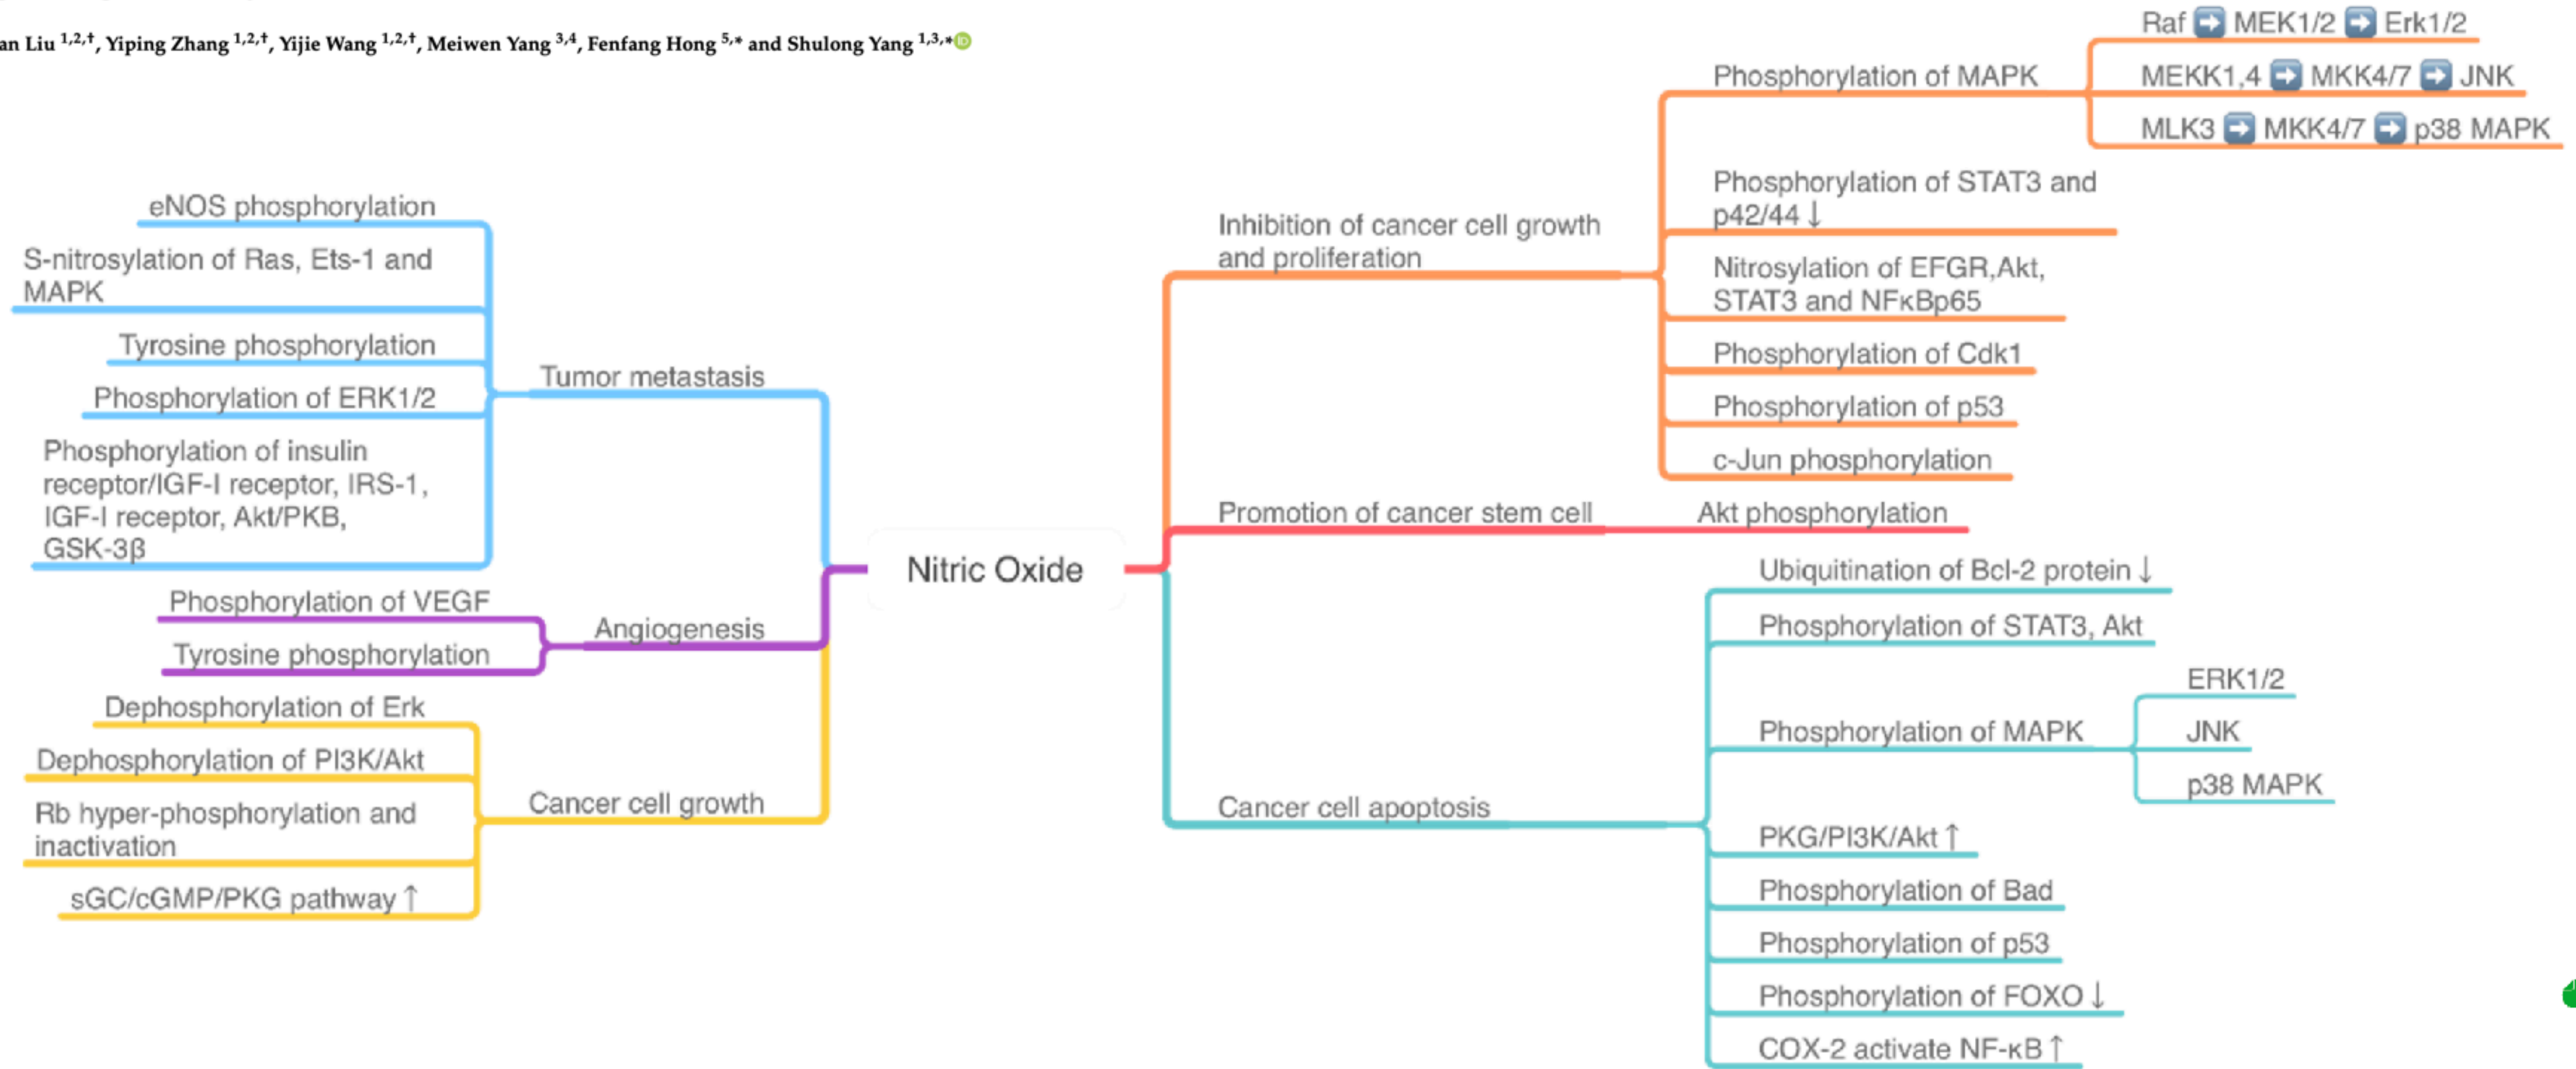 an Liu 1,2,†, Yiping Zhang 1,2,†, Yijie Wang 1,2,†, Meiwen Yang 3,4, Fenfang Hong 5,* and Shulong Yang 1,3,*
iD
eNOS phosphorylation
S-nitrosylation of Ras, Ets-1 and
MAPK
Tyrosine phosphorylation
Phosphorylation of ERK1/2
Phosphorylation of insulin
receptor/IGF-I receptor, IRS-1,
IGF-I receptor, Akt/PKB,
GSK-3β
Tumor metastasis
Phosphorylation of VEGF
Tyrosine phosphorylation
Angiogenesis
Dephosphorylation of Erk
Dephosphorylation of PI3K/Akt
Rb hyper-phosphorylation and
inactivation
sGC/cGMP/PKG pathway ↑
Cancer cell growth
Nitric Oxide
Inhibition of cancer cell growth
and proliferation
Phosphorylation of MAPK
Raf ➡ MEK1/2 ➡ Erk1/2
MEKK1,4 ➡ MKK4/7 ➡ JNK
MLK3 ➡ MKK4/7 ➡ p38 MAPK
Phosphorylation of STAT3 and
p42/44 ↓
Nitrosylation of EFGR,Akt,
STAT3 and NFκBp65
Phosphorylation of Cdk1
Phosphorylation of p53
c-Jun phosphorylation
Promotion of cancer stem cell
Akt phosphorylation
Cancer cell apoptosis
Ubiquitination of Bcl-2 protein ↓
Phosphorylation of STAT3, Akt
Phosphorylation of MAPK
ERK1/2
JNK
p38 MAPK
PKG/PI3K/Akt ↑
Phosphorylation of Bad
Phosphorylation of p53
Phosphorylation of FOXO ↓
COX-2 activate NF-κB ↑